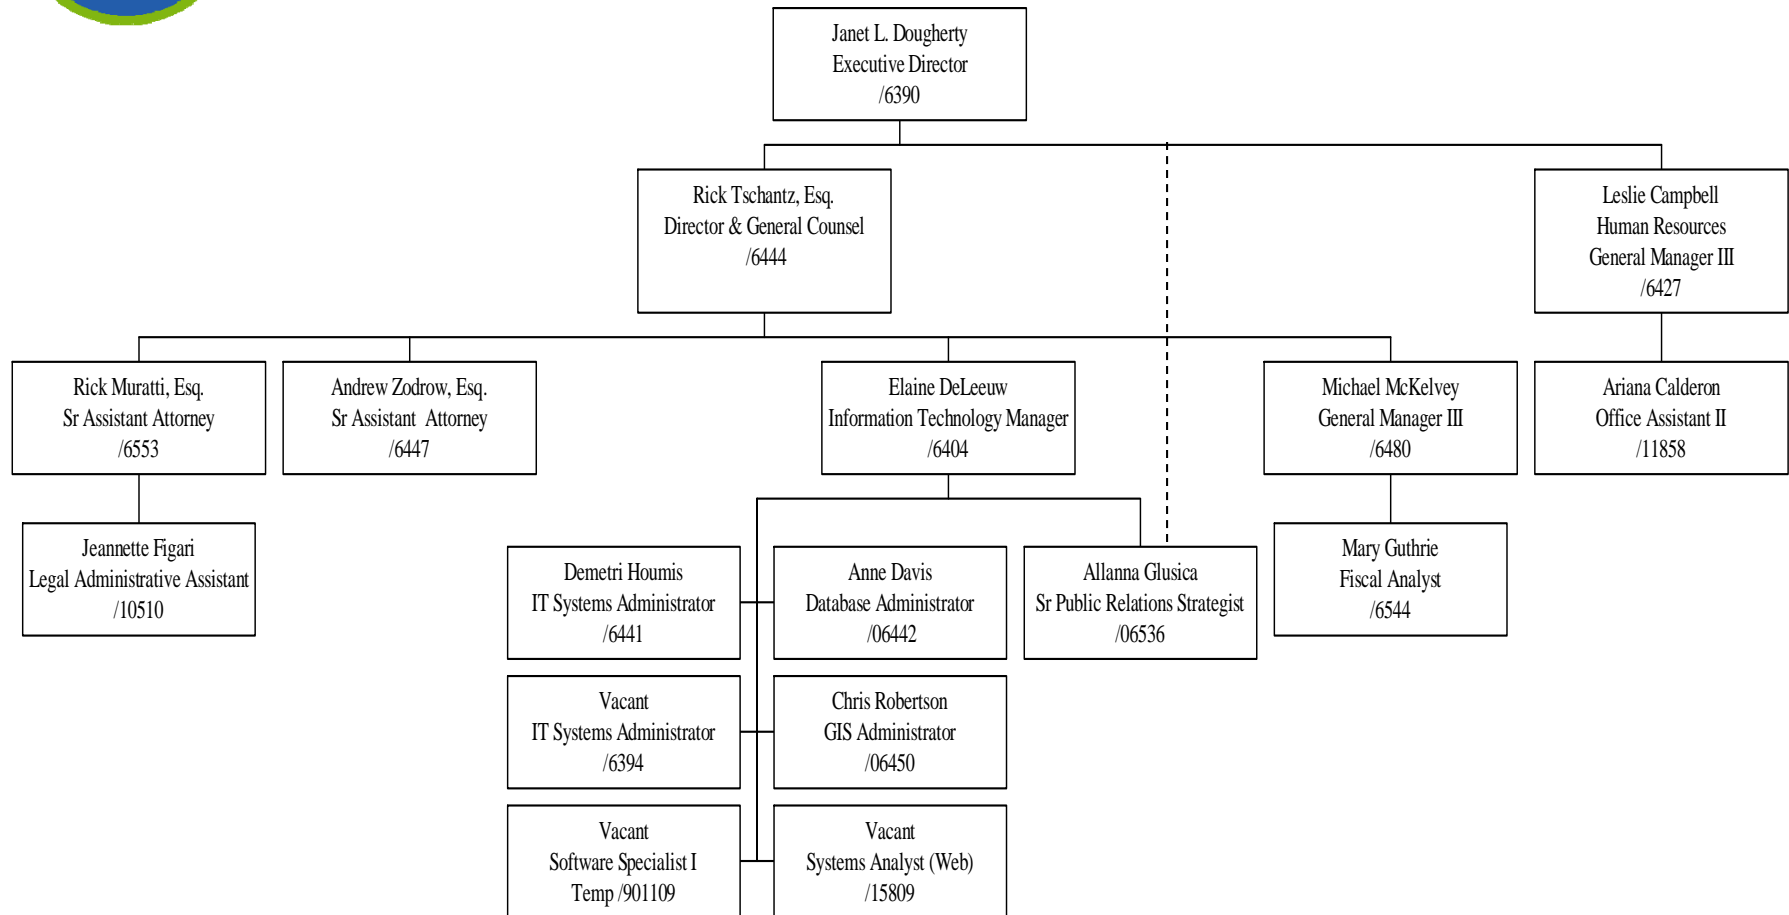 Janet L. Dougherty
Executive Director
/6390
Rick Tschantz, Esq.
Director & General Counsel
/6444
Leslie Campbell
Human Resources
General Manager III
/6427
Rick Muratti, Esq.
Sr Assistant Attorney
/6553
Andrew Zodrow, Esq.
Sr Assistant  Attorney
/6447
Elaine DeLeeuw
Information Technology Manager
/6404
Michael McKelvey
General Manager III
/6480
Ariana Calderon
Office Assistant II
/11858
Jeannette Figari
Legal Administrative Assistant
/10510
Demetri Houmis
IT Systems Administrator
/6441
Anne Davis
Database Administrator
/06442
Allanna Glusica
Sr Public Relations Strategist
/06536
Mary Guthrie
Fiscal Analyst
/6544
Vacant
IT Systems Administrator
/6394
Chris Robertson
GIS Administrator
/06450
Vacant
Software Specialist I
Temp /901109
Vacant
Systems Analyst (Web)
/15809